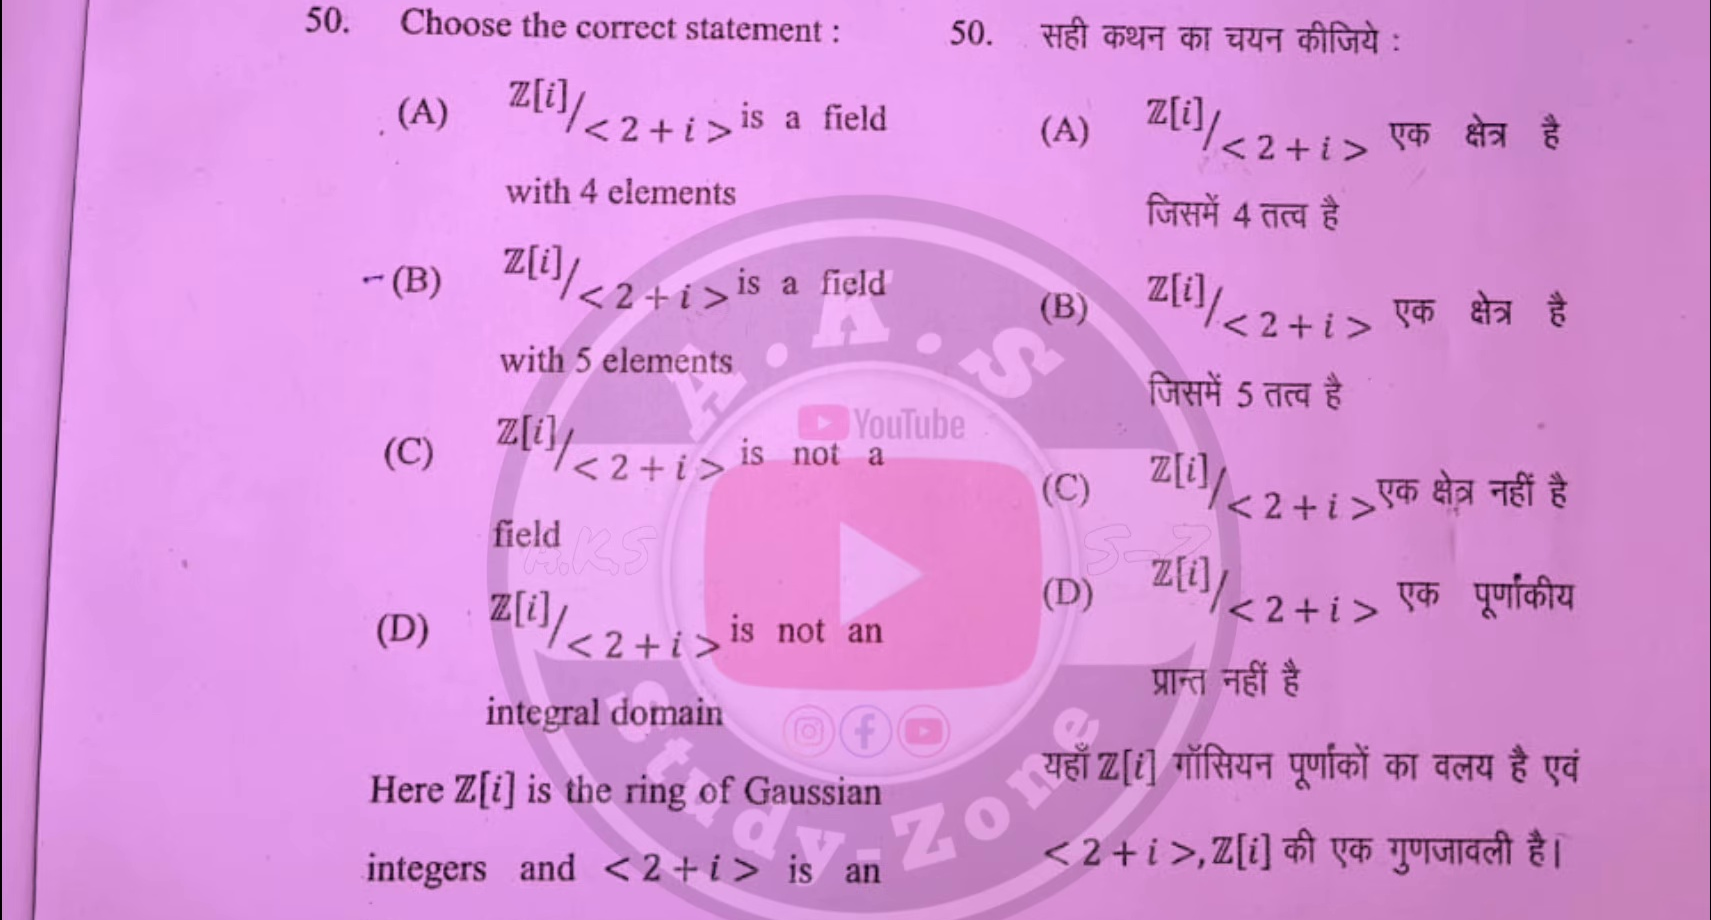 50. Choose the correct statement :
(A) ℤ[i]/< 2 + i > is a field
with 4 elements
(B) ℤ[i]/< 2 + i > is a field
with 5 elements
(C) ℤ[i]/< 2 + i > is not a
field
(D) ℤ[i]/< 2 + i > is not an
integral domain
Here ℤ[i] is the ring of Gaussian
integers and < 2 + i > is an
50. सही कथन का चयन कीजिये :
(A) ℤ[i]/< 2 + i > एक क्षेत्र है
जिसमें 4 तत्व है
(B) ℤ[i]/< 2 + i > एक क्षेत्र है
जिसमें 5 तत्व है
(C) ℤ[i]/< 2 + i > एक क्षेत्र नहीं है
(D) ℤ[i]/< 2 + i > एक पूर्णांकीय
प्रान्त नहीं है
यहाँ ℤ[i] गॉसियन पूर्णांकों का वलय है एवं
< 2 + i >, ℤ[i] की एक गुणजावली है।
A.K.S
YouTube
A.KS S-Z
Study-Zone